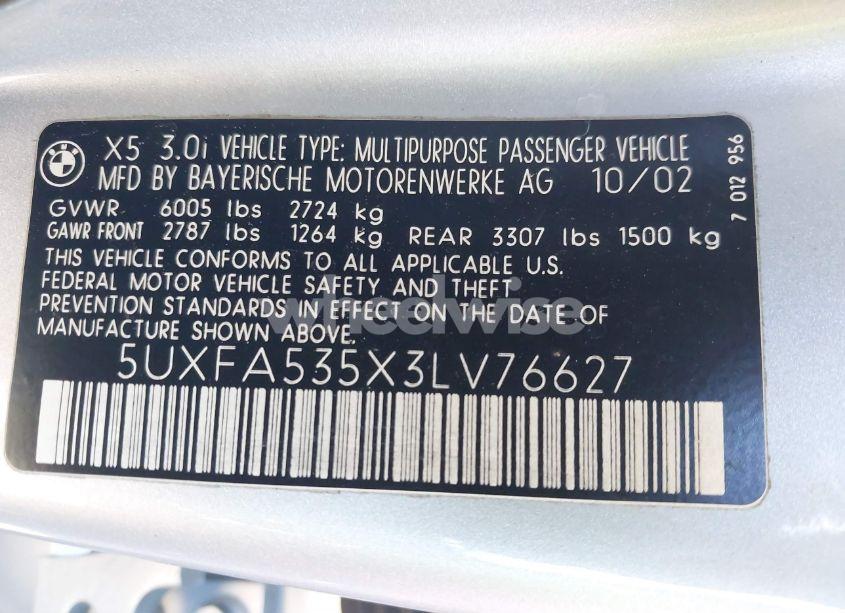 BMW
X5 3.0i VEHICLE TYPE: MULTIPURPOSE PASSENGER VEHICLE
MFD BY BAYERISCHE MOTORENWERKE AG 10/02
GVWR 6005 lbs 2724 kg
GAWR FRONT 2787 lbs 1264 kg REAR 3307 lbs 1500 kg
THIS VEHICLE CONFORMS TO ALL APPLICABLE U.S.
FEDERAL MOTOR VEHICLE SAFETY AND THEFT
PREVENTION STANDARDS IN EFFECT ON THE DATE OF
MANUFACTURE SHOWN ABOVE.
5UXFA535X3LV76627
7 012 956
wheelwise